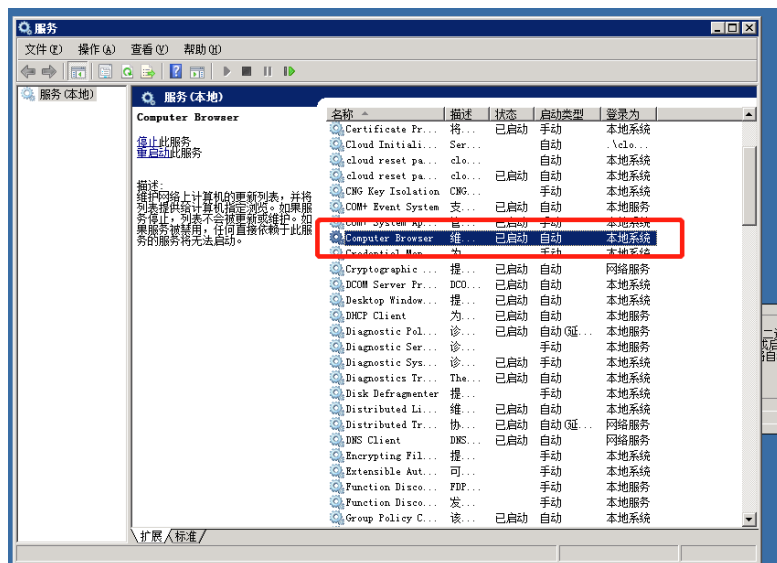 服务
文件(F) 操作(A) 查看(V) 帮助(H)
服务(本地)
服务(本地)
Computer Browser
停止此服务
重启动此服务
描述:
维护网络上计算机的更新列表，并将
列表提供给计算机指定浏览。如果服
务停止，列表不会被更新或维护。如
果服务被禁用，任何直接依赖于此服
务的服务将无法启动。
名称 描述 状态 启动类型 登录为
Certificate Pr... 将... 已启动 手动 本地系统
Cloud Initiali... Ser... 自动 .\clo...
cloud reset pa... clo... 自动 本地系统
cloud reset pa... clo... 已启动 自动 本地系统
CNG Key Isolation CNG... 手动 本地系统
COM+ Event System 支... 已启动 自动 本地服务
COM+ System Ap... 管... 已启动 手动 本地系统
Computer Browser 维... 已启动 自动 本地系统
Credential Man... 为... 手动 本地系统
Cryptographic ... 提... 已启动 自动 网络服务
DCOM Server Pr... DCO... 已启动 自动 本地系统
Desktop Window... 提... 已启动 自动 本地系统
DHCP Client 为... 已启动 自动 本地服务
Diagnostic Pol... 诊... 已启动 自动(延... 本地服务
Diagnostic Ser... 诊... 手动 本地服务
Diagnostic Sys... 诊... 已启动 手动 本地系统
Diagnostics Tr... The... 已启动 自动 本地系统
Disk Defragmenter 提... 手动 本地系统
Distributed Li... 维... 已启动 自动 本地系统
Distributed Tr... 协... 已启动 自动(延... 网络服务
DNS Client DNS... 已启动 自动 网络服务
Encrypting Fil... 提... 手动 本地系统
Extensible Aut... 可... 手动 本地系统
Function Disco... FDP... 手动 本地服务
Function Disco... 发... 手动 本地服务
Group Policy C... 该... 已启动 自动 本地系统
扩展 标准